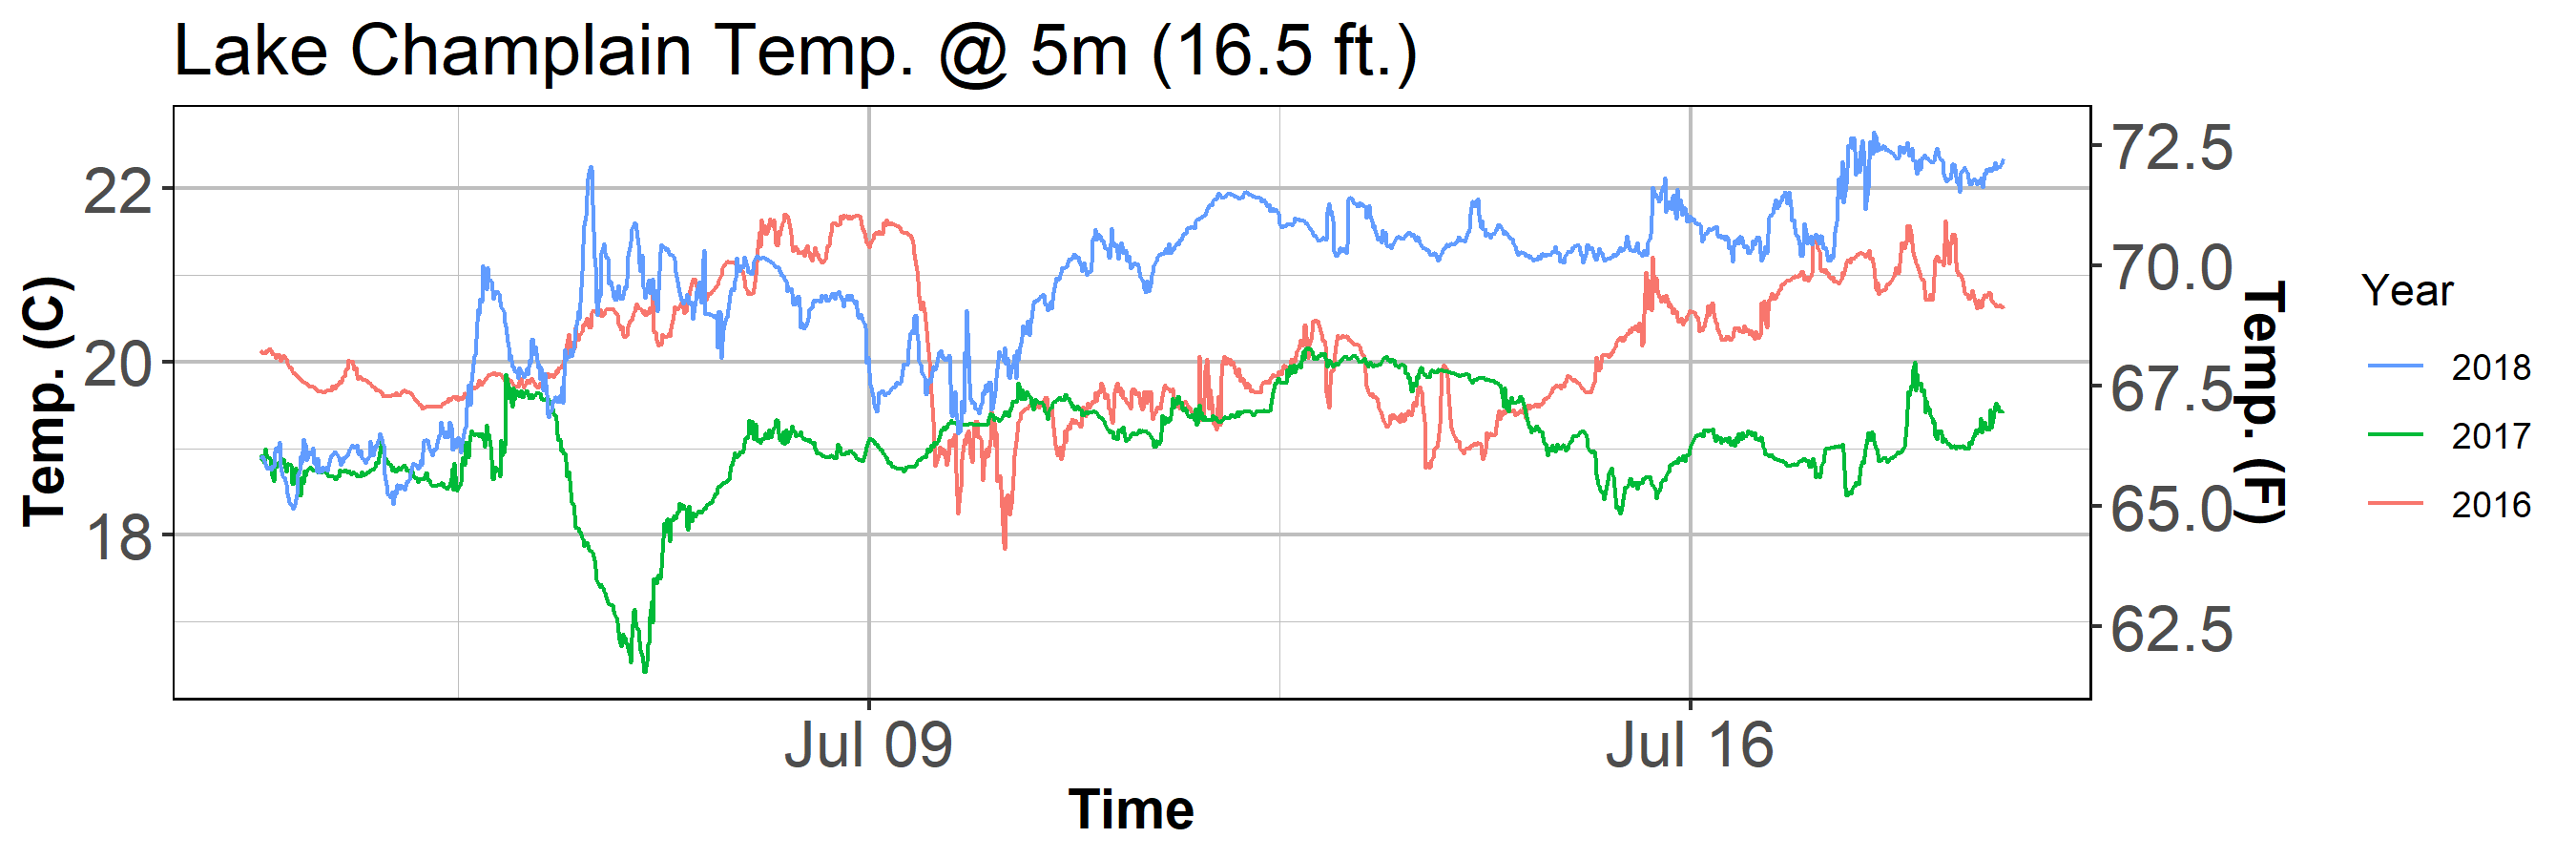 Lake Champlain Temp. @ 5m (16.5 ft.)
Temp. (C)
22
20
18
72.5
70.0
67.5
65.0
62.5
Temp. (F)
Jul 09
Jul 16
Time
Year
2018
2017
2016